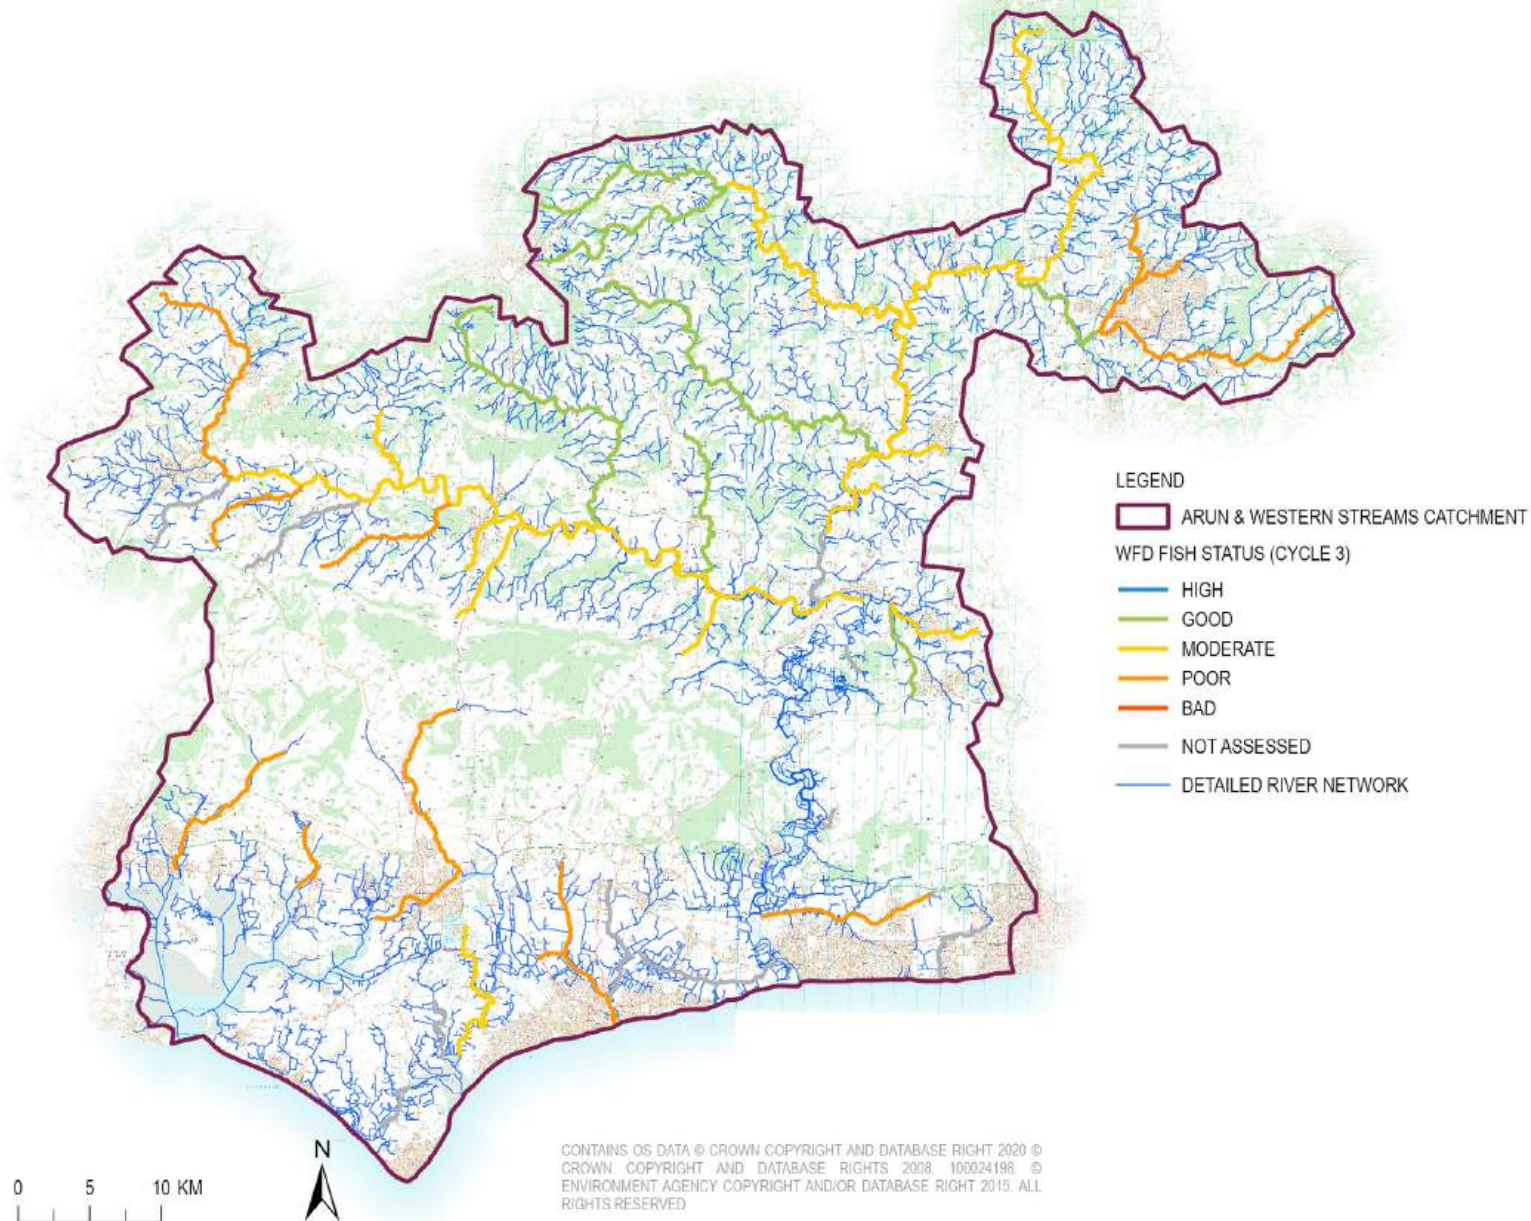 LEGEND
ARUN & WESTERN STREAMS CATCHMENT
WFD FISH STATUS (CYCLE 3)
HIGH
GOOD
MODERATE
POOR
BAD
NOT ASSESSED
DETAILED RIVER NETWORK
N
0 5 10 KM
CONTAINS OS DATA © CROWN COPYRIGHT AND DATABASE RIGHT 2020 ©
CROWN COPYRIGHT AND DATABASE RIGHTS 2008 100024198. ©
ENVIRONMENT AGENCY COPYRIGHT AND/OR DATABASE RIGHT 2015. ALL
RIGHTS RESERVED